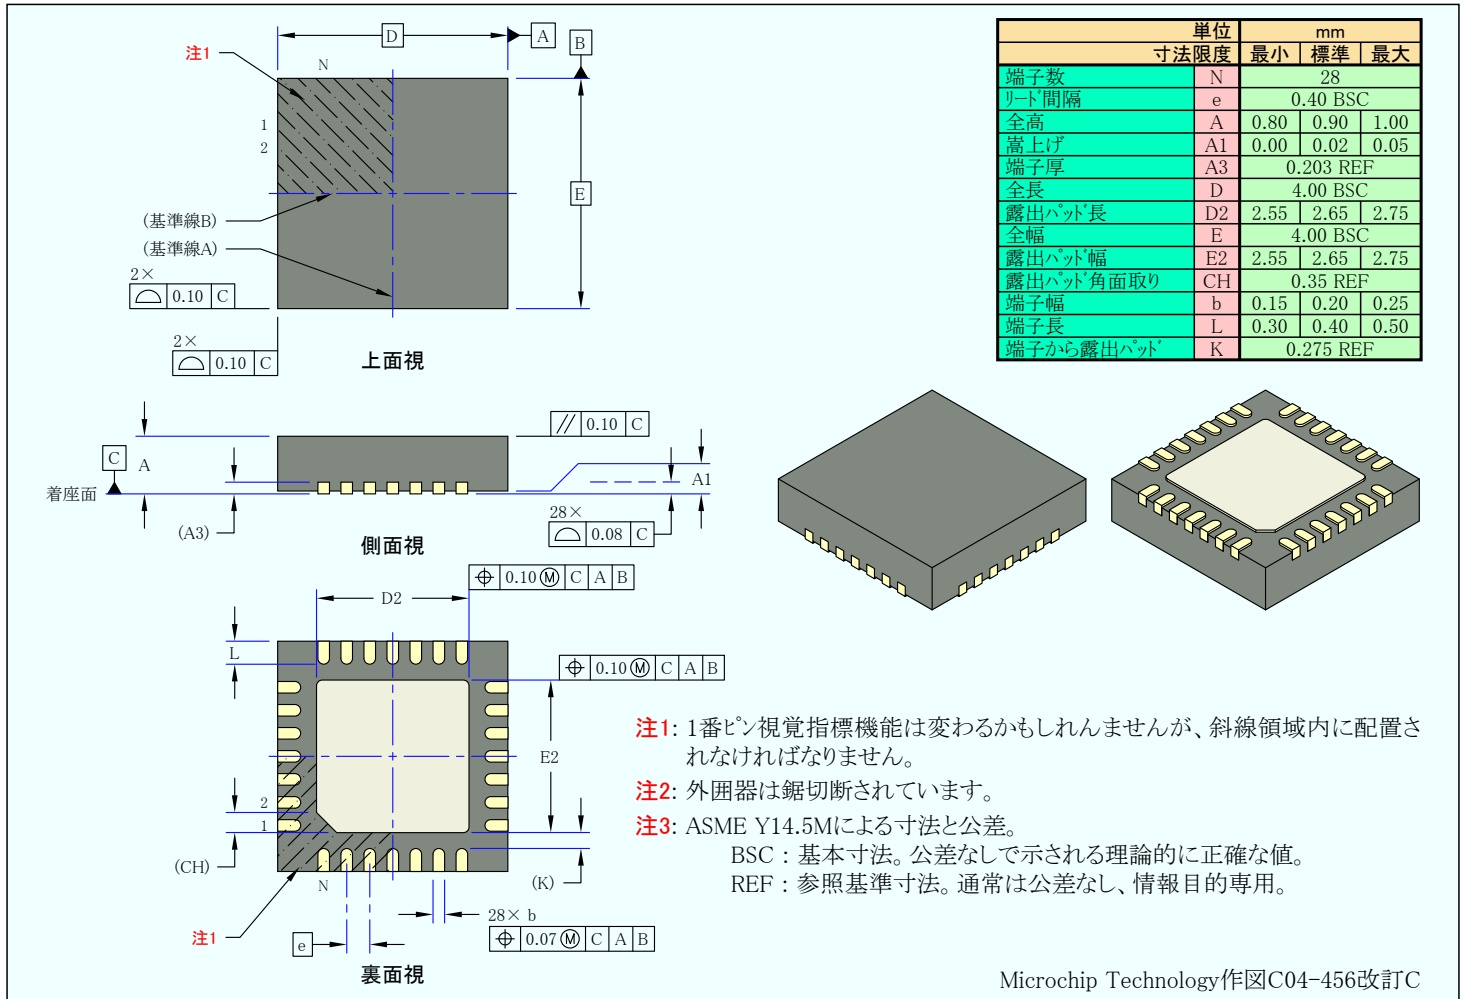 D
A
B
注1
N
1
2
E
(基準線B)
(基準線A)
2×
0.10 C
2×
0.10 C
上面視
単位 mm
寸法限度 最小 標準 最大
端子数 N 28
リード間隔 e 0.40 BSC
全高 A 0.80 0.90 1.00
嵩上げ A1 0.00 0.02 0.05
端子厚 A3 0.203 REF
全長 D 4.00 BSC
露出パッド長 D2 2.55 2.65 2.75
全幅 E 4.00 BSC
露出パッド幅 E2 2.55 2.65 2.75
露出パッド角面取り CH 0.35 REF
端子幅 b 0.15 0.20 0.25
端子長 L 0.30 0.40 0.50
端子から露出パッド K 0.275 REF
// 0.10 C
C
A
A1
着座面
(A3)
28×
0.08 C
側面視
⌖ 0.10 Ⓜ C A B
D2
L
⌖ 0.10 Ⓜ C A B
E2
2
1
(CH)
N
(K)
28× b
⌖ 0.07 Ⓜ C A B
注1
e
裏面視
注1: 1番ピン視覚指標機能は変わるかもしれんませんが、斜線領域内に配置さ
れなければなりません。
注2: 外囲器は鋸切断されています。
注3: ASME Y14.5Mによる寸法と公差。
BSC : 基本寸法。公差なしで示される理論的に正確な値。
REF : 参照基準寸法。通常は公差なし、情報目的専用。
Microchip Technology作図C04-456改訂C